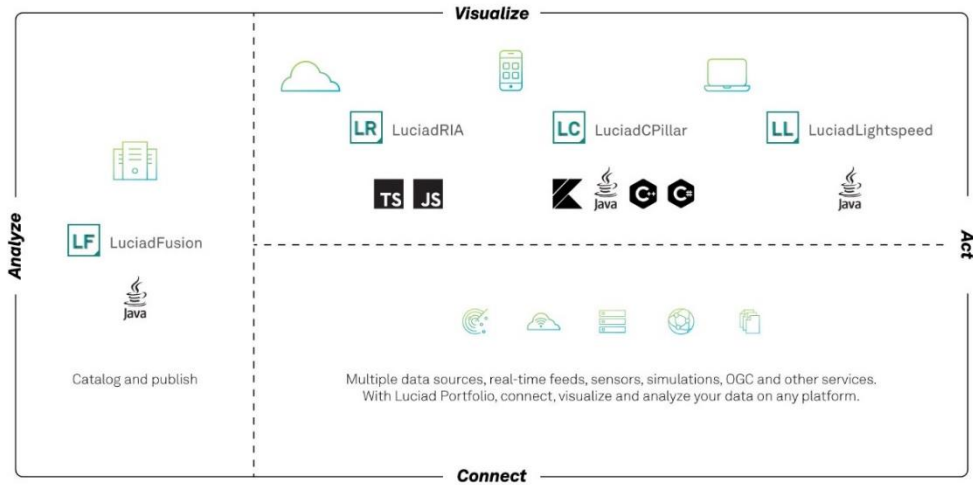 Visualize
LR LuciadRIA
LC LuciadCPillar
LL LuciadLightspeed
TS JS
Java
C++
C#
Java
Analyze
LF LuciadFusion
Java
Catalog and publish
Act
Multiple data sources, real-time feeds, sensors, simulations, OGC and other services.
With Luciad Portfolio, connect, visualize and analyze your data on any platform.
Connect